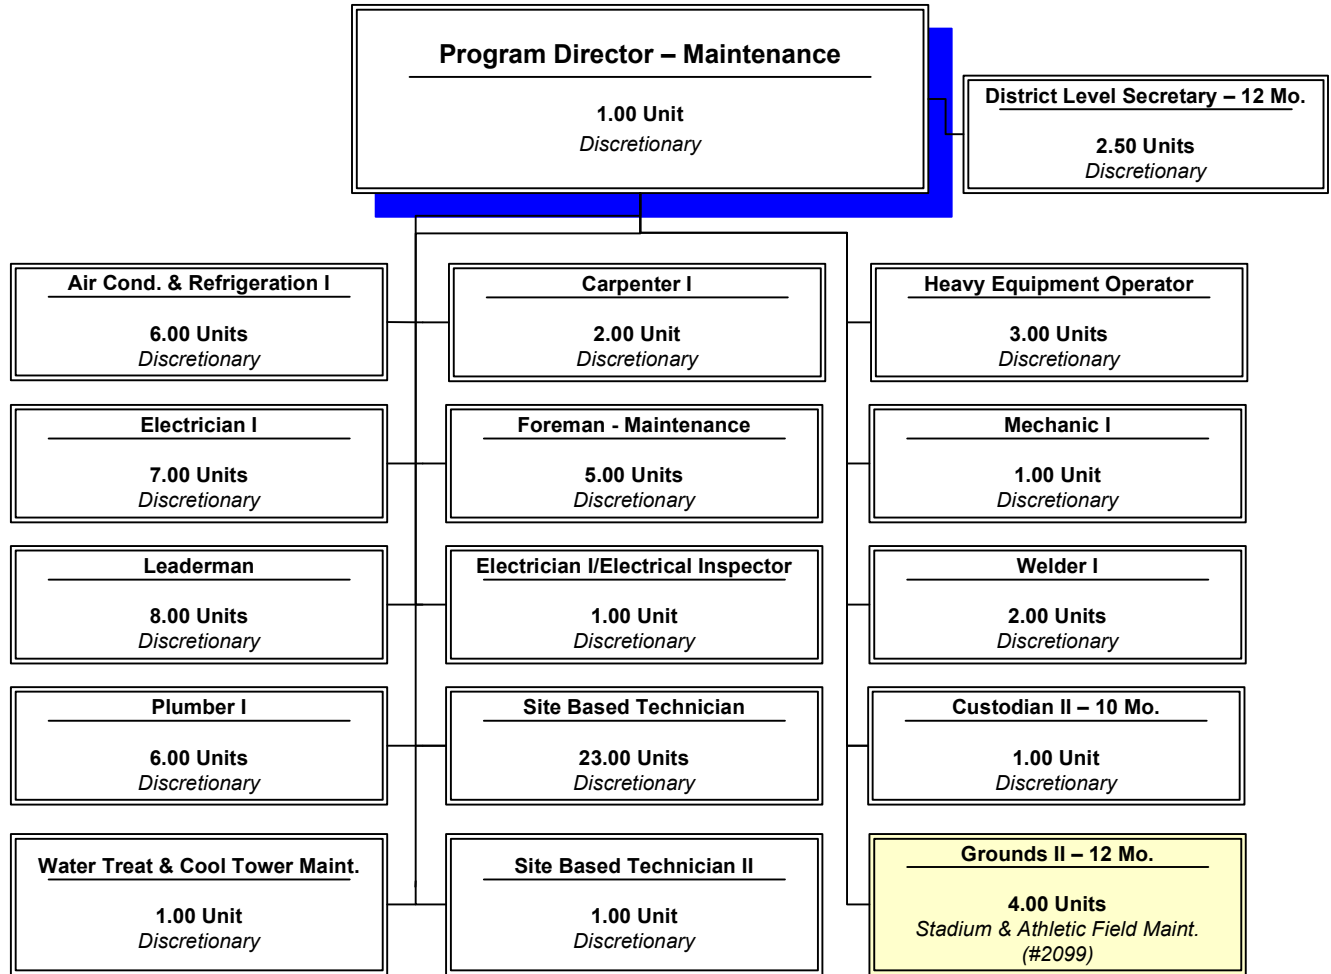 Program Director – Maintenance
1.00 Unit
Discretionary
District Level Secretary – 12 Mo.
2.50 Units
Discretionary
Air Cond. & Refrigeration I
6.00 Units
Discretionary
Carpenter I
2.00 Unit
Discretionary
Heavy Equipment Operator
3.00 Units
Discretionary
Electrician I
7.00 Units
Discretionary
Foreman - Maintenance
5.00 Units
Discretionary
Mechanic I
1.00 Unit
Discretionary
Leaderman
8.00 Units
Discretionary
Electrician I/Electrical Inspector
1.00 Unit
Discretionary
Welder I
2.00 Units
Discretionary
Plumber I
6.00 Units
Discretionary
Site Based Technician
23.00 Units
Discretionary
Custodian II – 10 Mo.
1.00 Unit
Discretionary
Water Treat & Cool Tower Maint.
1.00 Unit
Discretionary
Site Based Technician II
1.00 Unit
Discretionary
Grounds II – 12 Mo.
4.00 Units
Stadium & Athletic Field Maint.
(#2099)